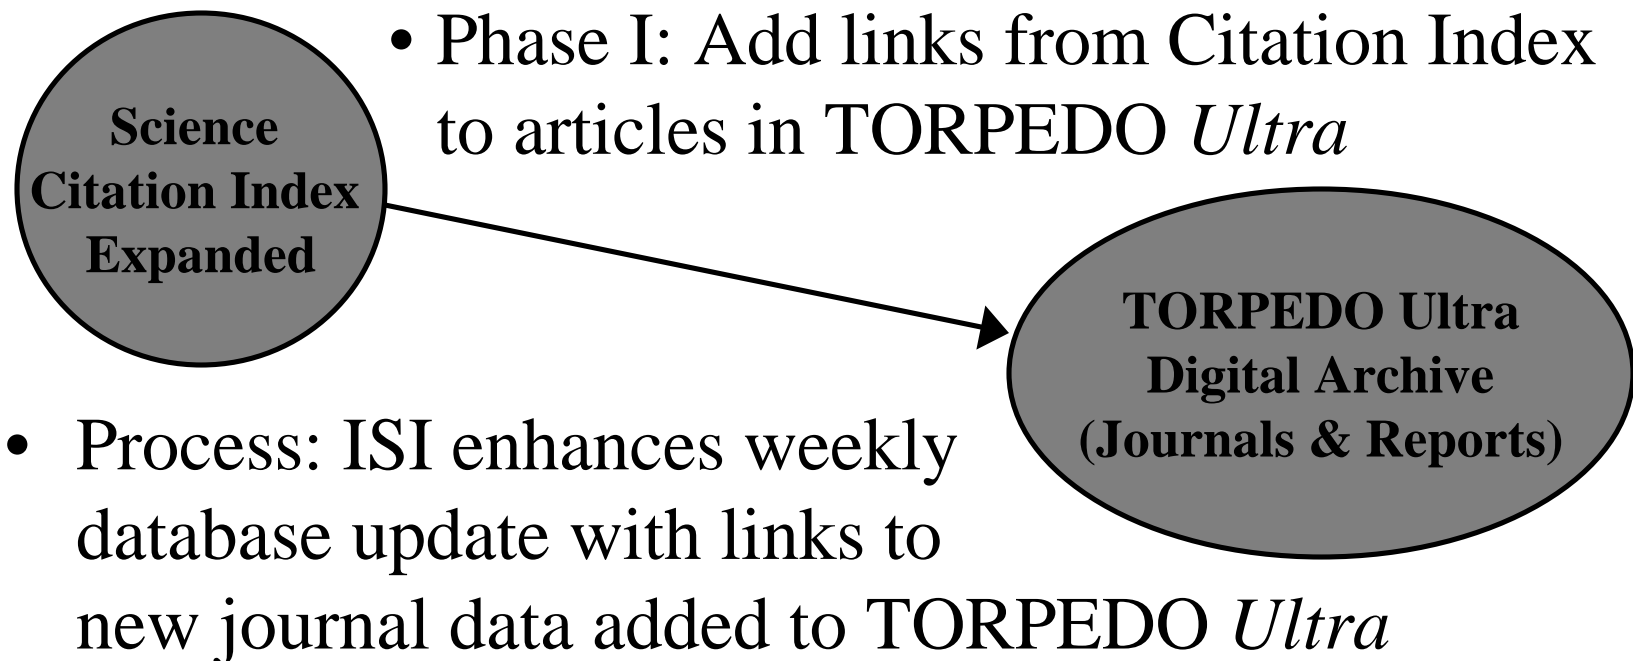 • Phase I: Add links from Citation Index
to articles in TORPEDO Ultra
Science
Citation Index
Expanded
TORPEDO Ultra
Digital Archive
(Journals & Reports)
• Process: ISI enhances weekly
database update with links to
new journal data added to TORPEDO Ultra